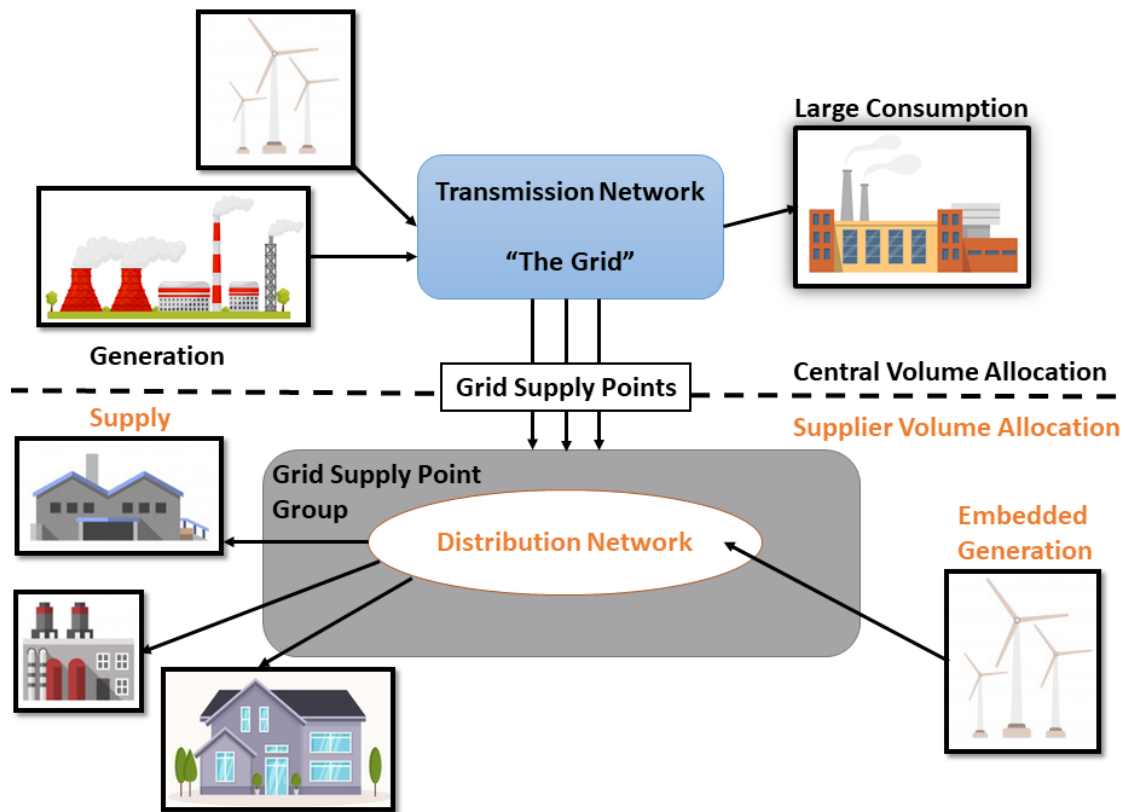 Large Consumption
Transmission Network
“The Grid”
Generation
Grid Supply Points
Central Volume Allocation
Supply
Supplier Volume Allocation
Grid Supply Point
Group
Distribution Network
Embedded
Generation